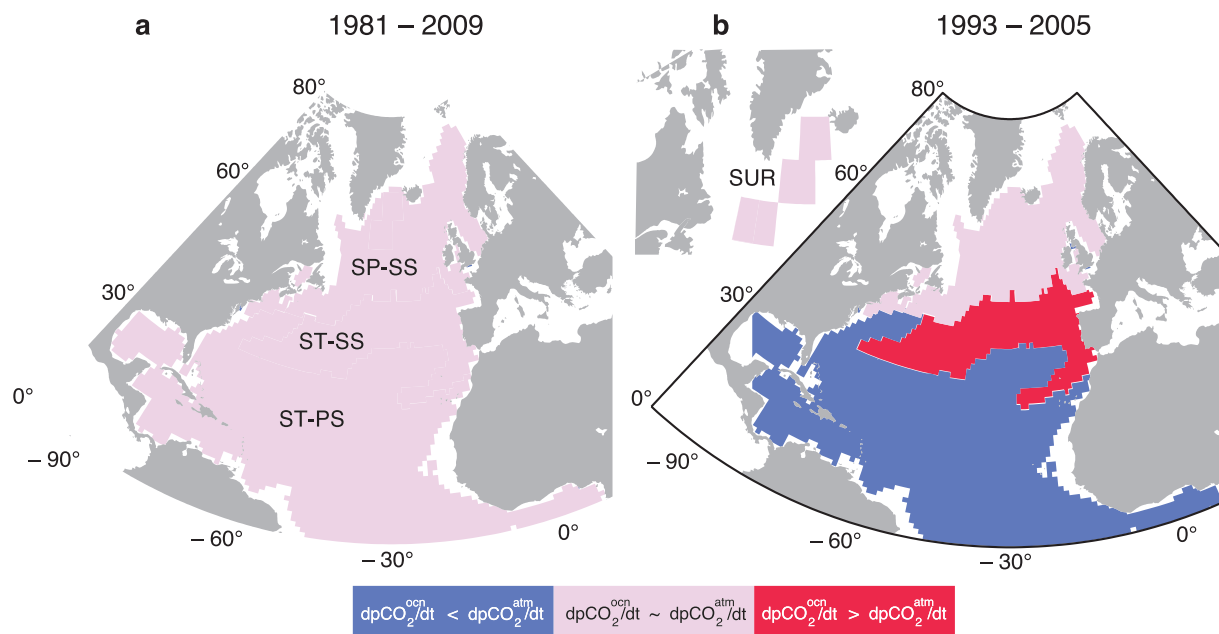 a 1981 – 2009
b 1993 – 2005
80°
60°
30°
0°
– 90°
– 60°
– 30°
0°
SP-SS
ST-SS
ST-PS
80°
60°
30°
0°
– 90°
– 60°
– 30°
0°
SUR
dpCO₂ᵒᶜⁿ/dt < dpCO₂ᵃᵗᵐ/dt
dpCO₂ᵒᶜⁿ/dt ~ dpCO₂ᵃᵗᵐ/dt
dpCO₂ᵒᶜⁿ/dt > dpCO₂ᵃᵗᵐ/dt